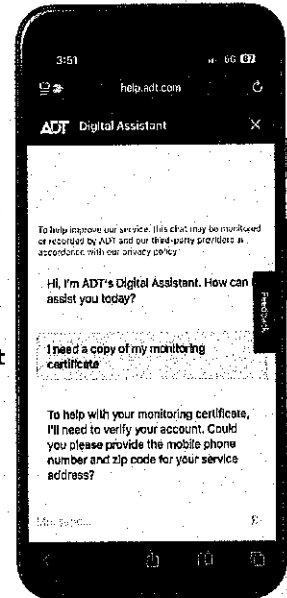 3:51 5G 87
help.adt.com
ADT Digital Assistant
To help improve our service, this chat may be monitored
or recorded by ADT and our third-party providers in
accordance with our privacy policy
Hi, I'm ADT's Digital Assistant. How can I
assist you today?
Feedback
I need a copy of my monitoring
certificate
t
To help with your monitoring certificate,
I'll need to verify your account. Could
you please provide the mobile phone
number and zip code for your service
address?